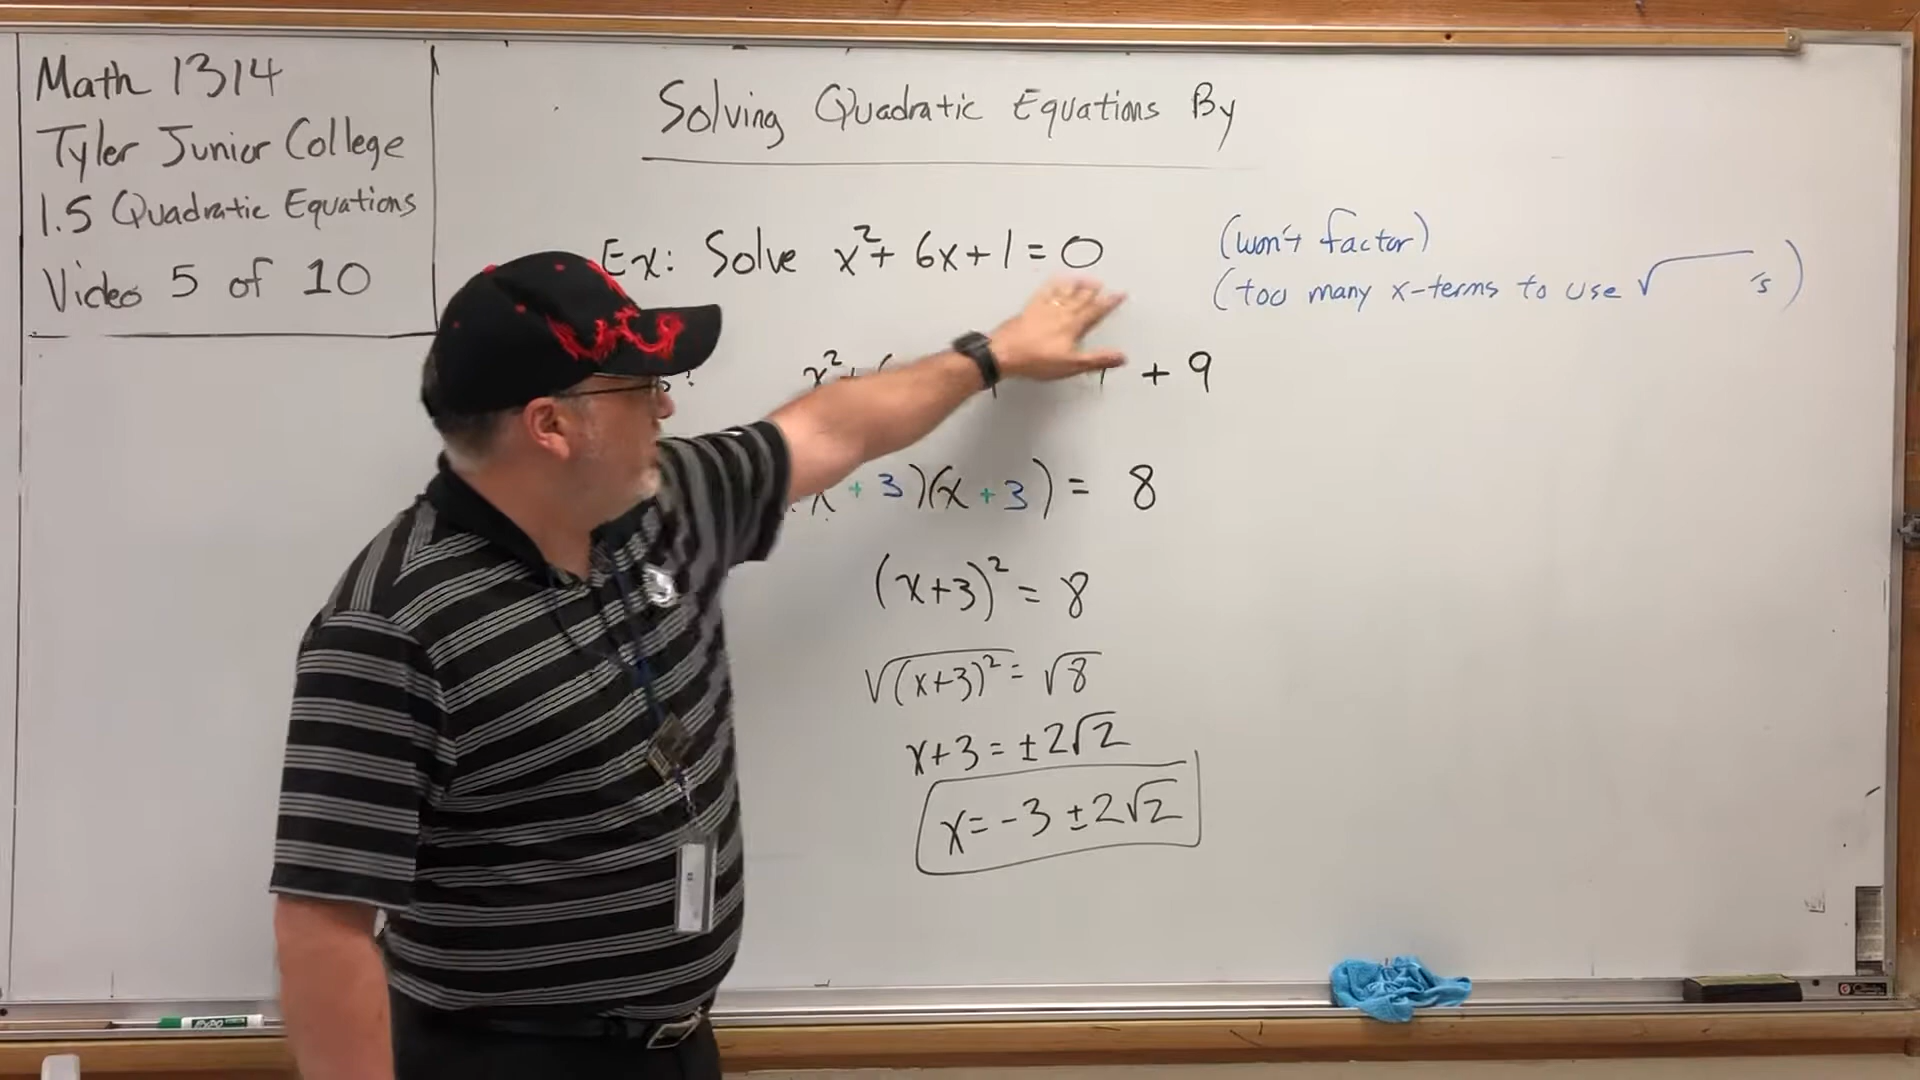 Math 1314
Tyler Junior College
1.5 Quadratic Equations
Video 5 of 10
Solving Quadratic Equations By
Ex: Solve x²+ 6x+1=0
(won't factor)
(too many x-terms to use √ 's)
x²+ + 9
+ 3)(x + 3) = 8
(x+3)² = 8
√(x+3)² = √8
x+3 = ±2√2
x= -3 ±2√2
EXPO